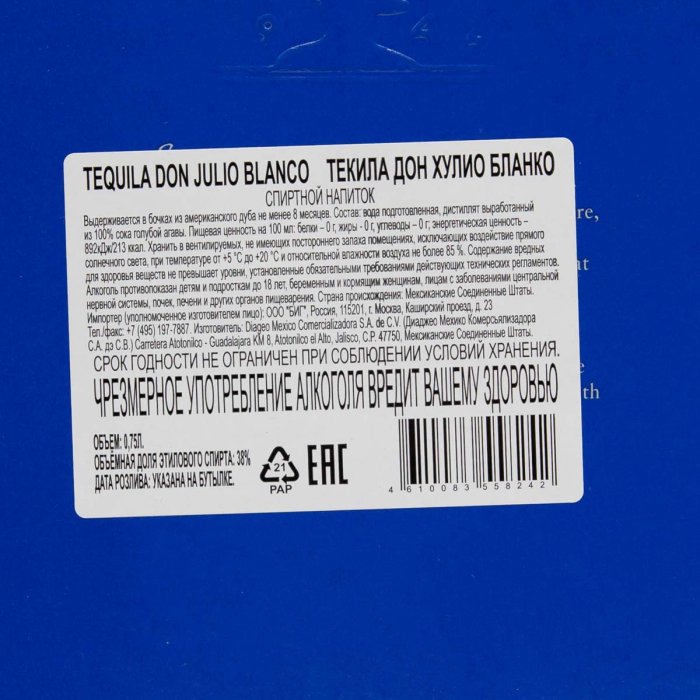 TEQUILA DON JULIO BLANCO ТЕКИЛА ДОН ХУЛИО БЛАНКО
СПИРТНОЙ НАПИТОК
Выдерживается в бочках из американского дуба не менее 8 месяцев. Состав: вода подготовленная, дистиллят выработанный
из 100% сока голубой агавы. Пищевая ценность на 100 мл: белки – 0 г, жиры - 0 г, углеводы – 0 г; энергетическая ценность –
892кДж/213 ккал. Хранить в вентилируемых, не имеющих постороннего запаха помещениях, исключающих воздействие прямого
солнечного света, при температуре от +5 °С до +20 °С и относительной влажности воздуха не более 85 %. Содержание вредных
для здоровья веществ не превышает уровни, установленные обязательными требованиями действующих технических регламентов.
Алкоголь противопоказан детям и подросткам до 18 лет, беременным и кормящим женщинам, лицам с заболеваниями центральной
нервной системы, почек, печени и других органов пищеварения. Страна происхождения: Мексиканские Соединенные Штаты.
Импортер (уполномоченное изготовителем лицо): ООО "БИГ", Россия, 115201, г. Москва, Каширский проезд, д. 23
Тел./факс: +7 (495) 197-7887. Изготовитель: Diageo Mexico Comercializadora S.A. de C.V. (Диаджео Мехико Комерсьялизадора
С.А. дэ С.В.) Carretera Atotonilco - Guadalajara KM 8, Atotonilco el Alto, Jalisco, C.P. 47750, Мексиканские Соединенные Штаты.
СРОК ГОДНОСТИ НЕ ОГРАНИЧЕН ПРИ СОБЛЮДЕНИИ УСЛОВИЙ ХРАНЕНИЯ.
ЧРЕЗМЕРНОЕ УПОТРЕБЛЕНИЕ АЛКОГОЛЯ ВРЕДИТ ВАШЕМУ ЗДОРОВЬЮ
ОБЪЕМ: 0,75Л.
ОБЪЁМНАЯ ДОЛЯ ЭТИЛОВОГО СПИРТА: 38%
ДАТА РОЗЛИВА: УКАЗАНА НА БУТЫЛКЕ.
21
PAP
EAC
4 610083 558242